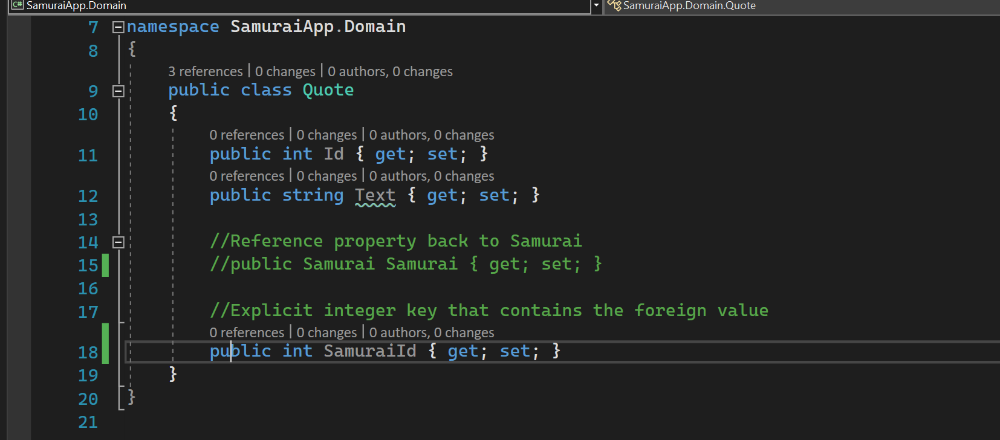 C# SamuraiApp.Domain SamuraiApp.Domain.Quote
7 namespace SamuraiApp.Domain
8 {
3 references | 0 changes | 0 authors, 0 changes
9 public class Quote
10 {
0 references | 0 changes | 0 authors, 0 changes
11 public int Id { get; set; }
0 references | 0 changes | 0 authors, 0 changes
12 public string Text { get; set; }
13
14 //Reference property back to Samurai
15 //public Samurai Samurai { get; set; }
16
17 //Explicit integer key that contains the foreign value
0 references | 0 changes | 0 authors, 0 changes
18 public int SamuraiId { get; set; }
19 }
20 }
21